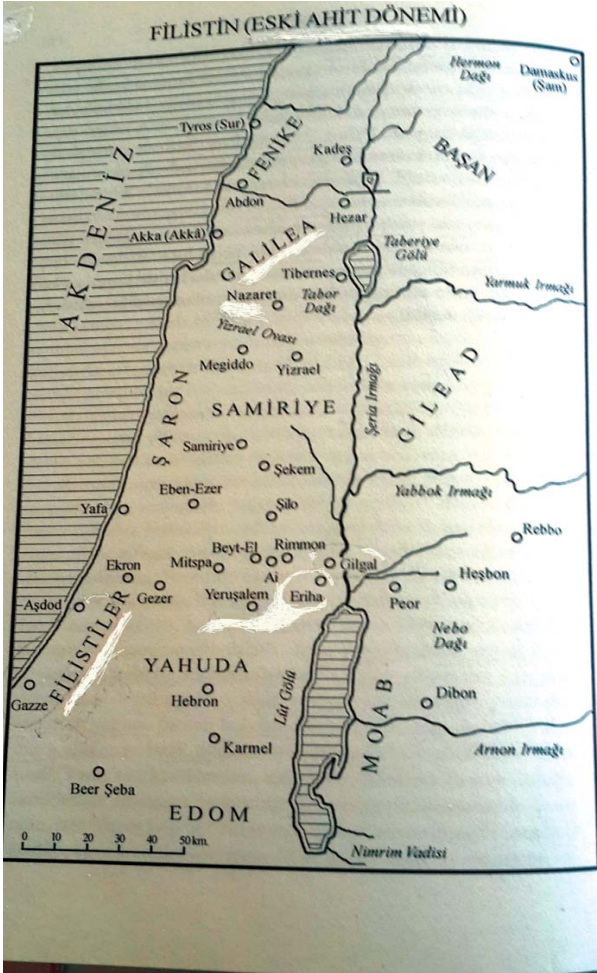 FİLİSTİN (ESKİ AHİT DÖNEMİ)
Hermon
Dağı
Damaskus
(Şam)
Tyros (Sur)
FENİKE
Kadeş
BAŞAN
AKDENİZ
Abdon
Hezar
Akka (Akkâ)
GALİLEA
Taberiye
Gölü
Tibernes
Nazaret
Tabor
Dağı
Yarmuk Irmağı
Yizrael Ovası
Megiddo
Yizrael
ŞARON
SAMİRİYE
Şeria Irmağı
GİLEAD
Samiriye
Şekem
Eben-Ezer
Yabbok Irmağı
Yafa
Şilo
Rebbo
Beyt-El
Rimmon
Ekron
Mitspa
Ai
Gilgal
Heşbon
Gezer
Yeruşalem
Eriha
Peor
Aşdod
FİLİSTÎLER
Nebo
Dağı
YAHUDA
Gazze
Hebron
Lût Gölü
MOAB
Dibon
Karmel
Arnon Irmağı
Beer Şeba
EDOM
0 10 20 30 40 50 km.
Nimrim Vadisi